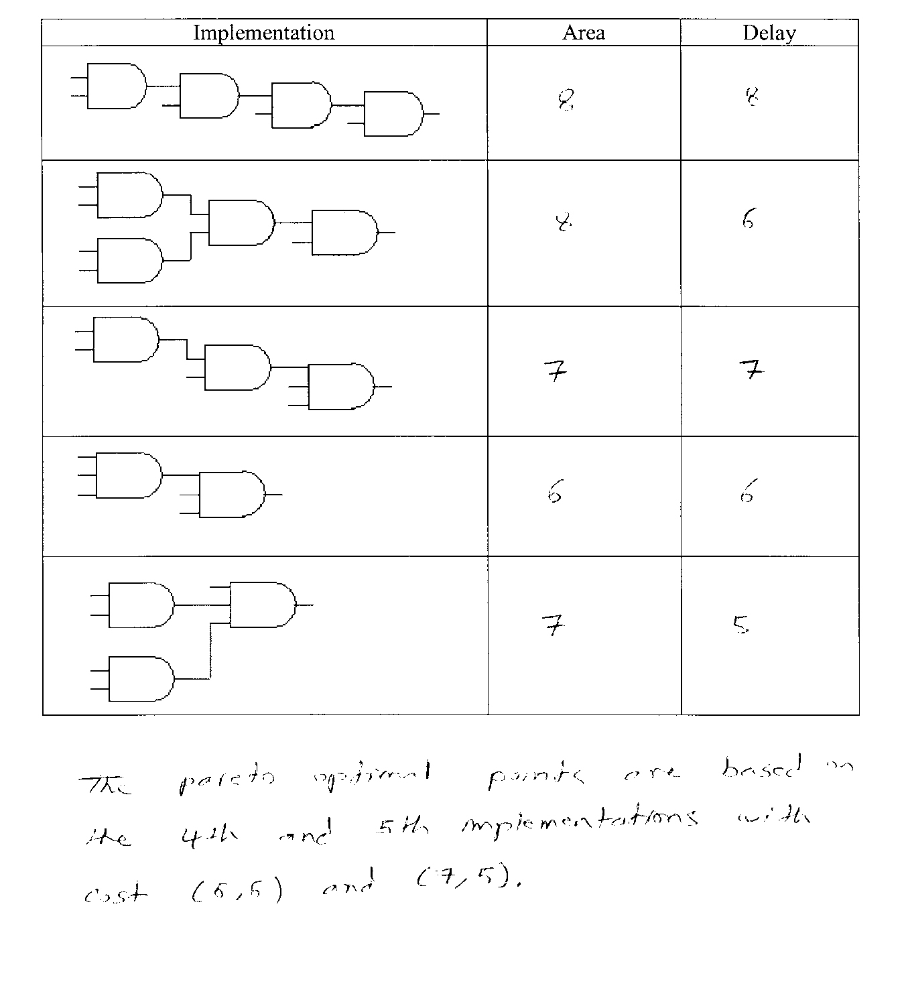 Implementation Area Delay
8 8
8 6
7 7
6 6
7 5
The pareto optimal points are based on
the 4th and 5th implementations with
cost (6,6) and (7,5).